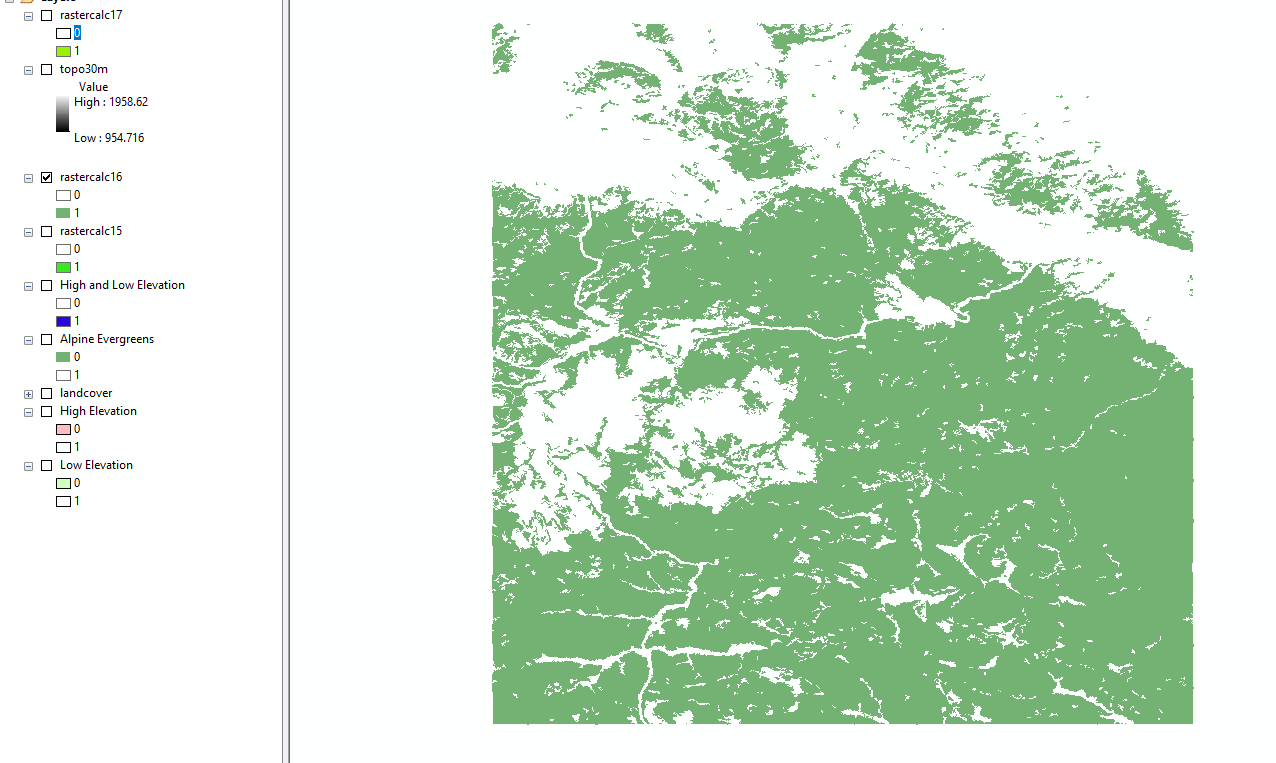 rastercalc17
0
1
topo30m
Value
High : 1958.62
Low : 954.716
rastercalc16
0
1
rastercalc15
0
1
High and Low Elevation
0
1
Alpine Evergreens
0
1
landcover
High Elevation
0
1
Low Elevation
0
1